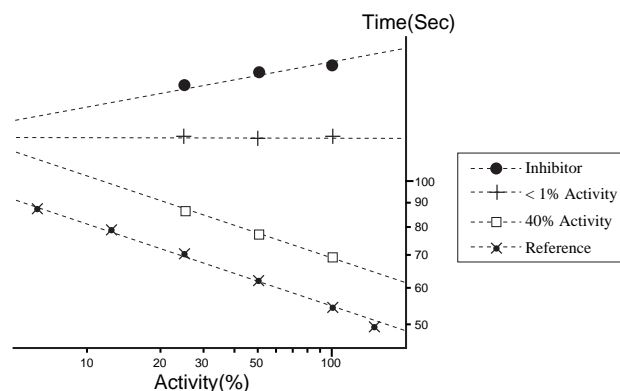 Time(Sec)
100
90
80
70
60
50
10
20
30
50
100
Activity(%)
Inhibitor
< 1% Activity
40% Activity
Reference